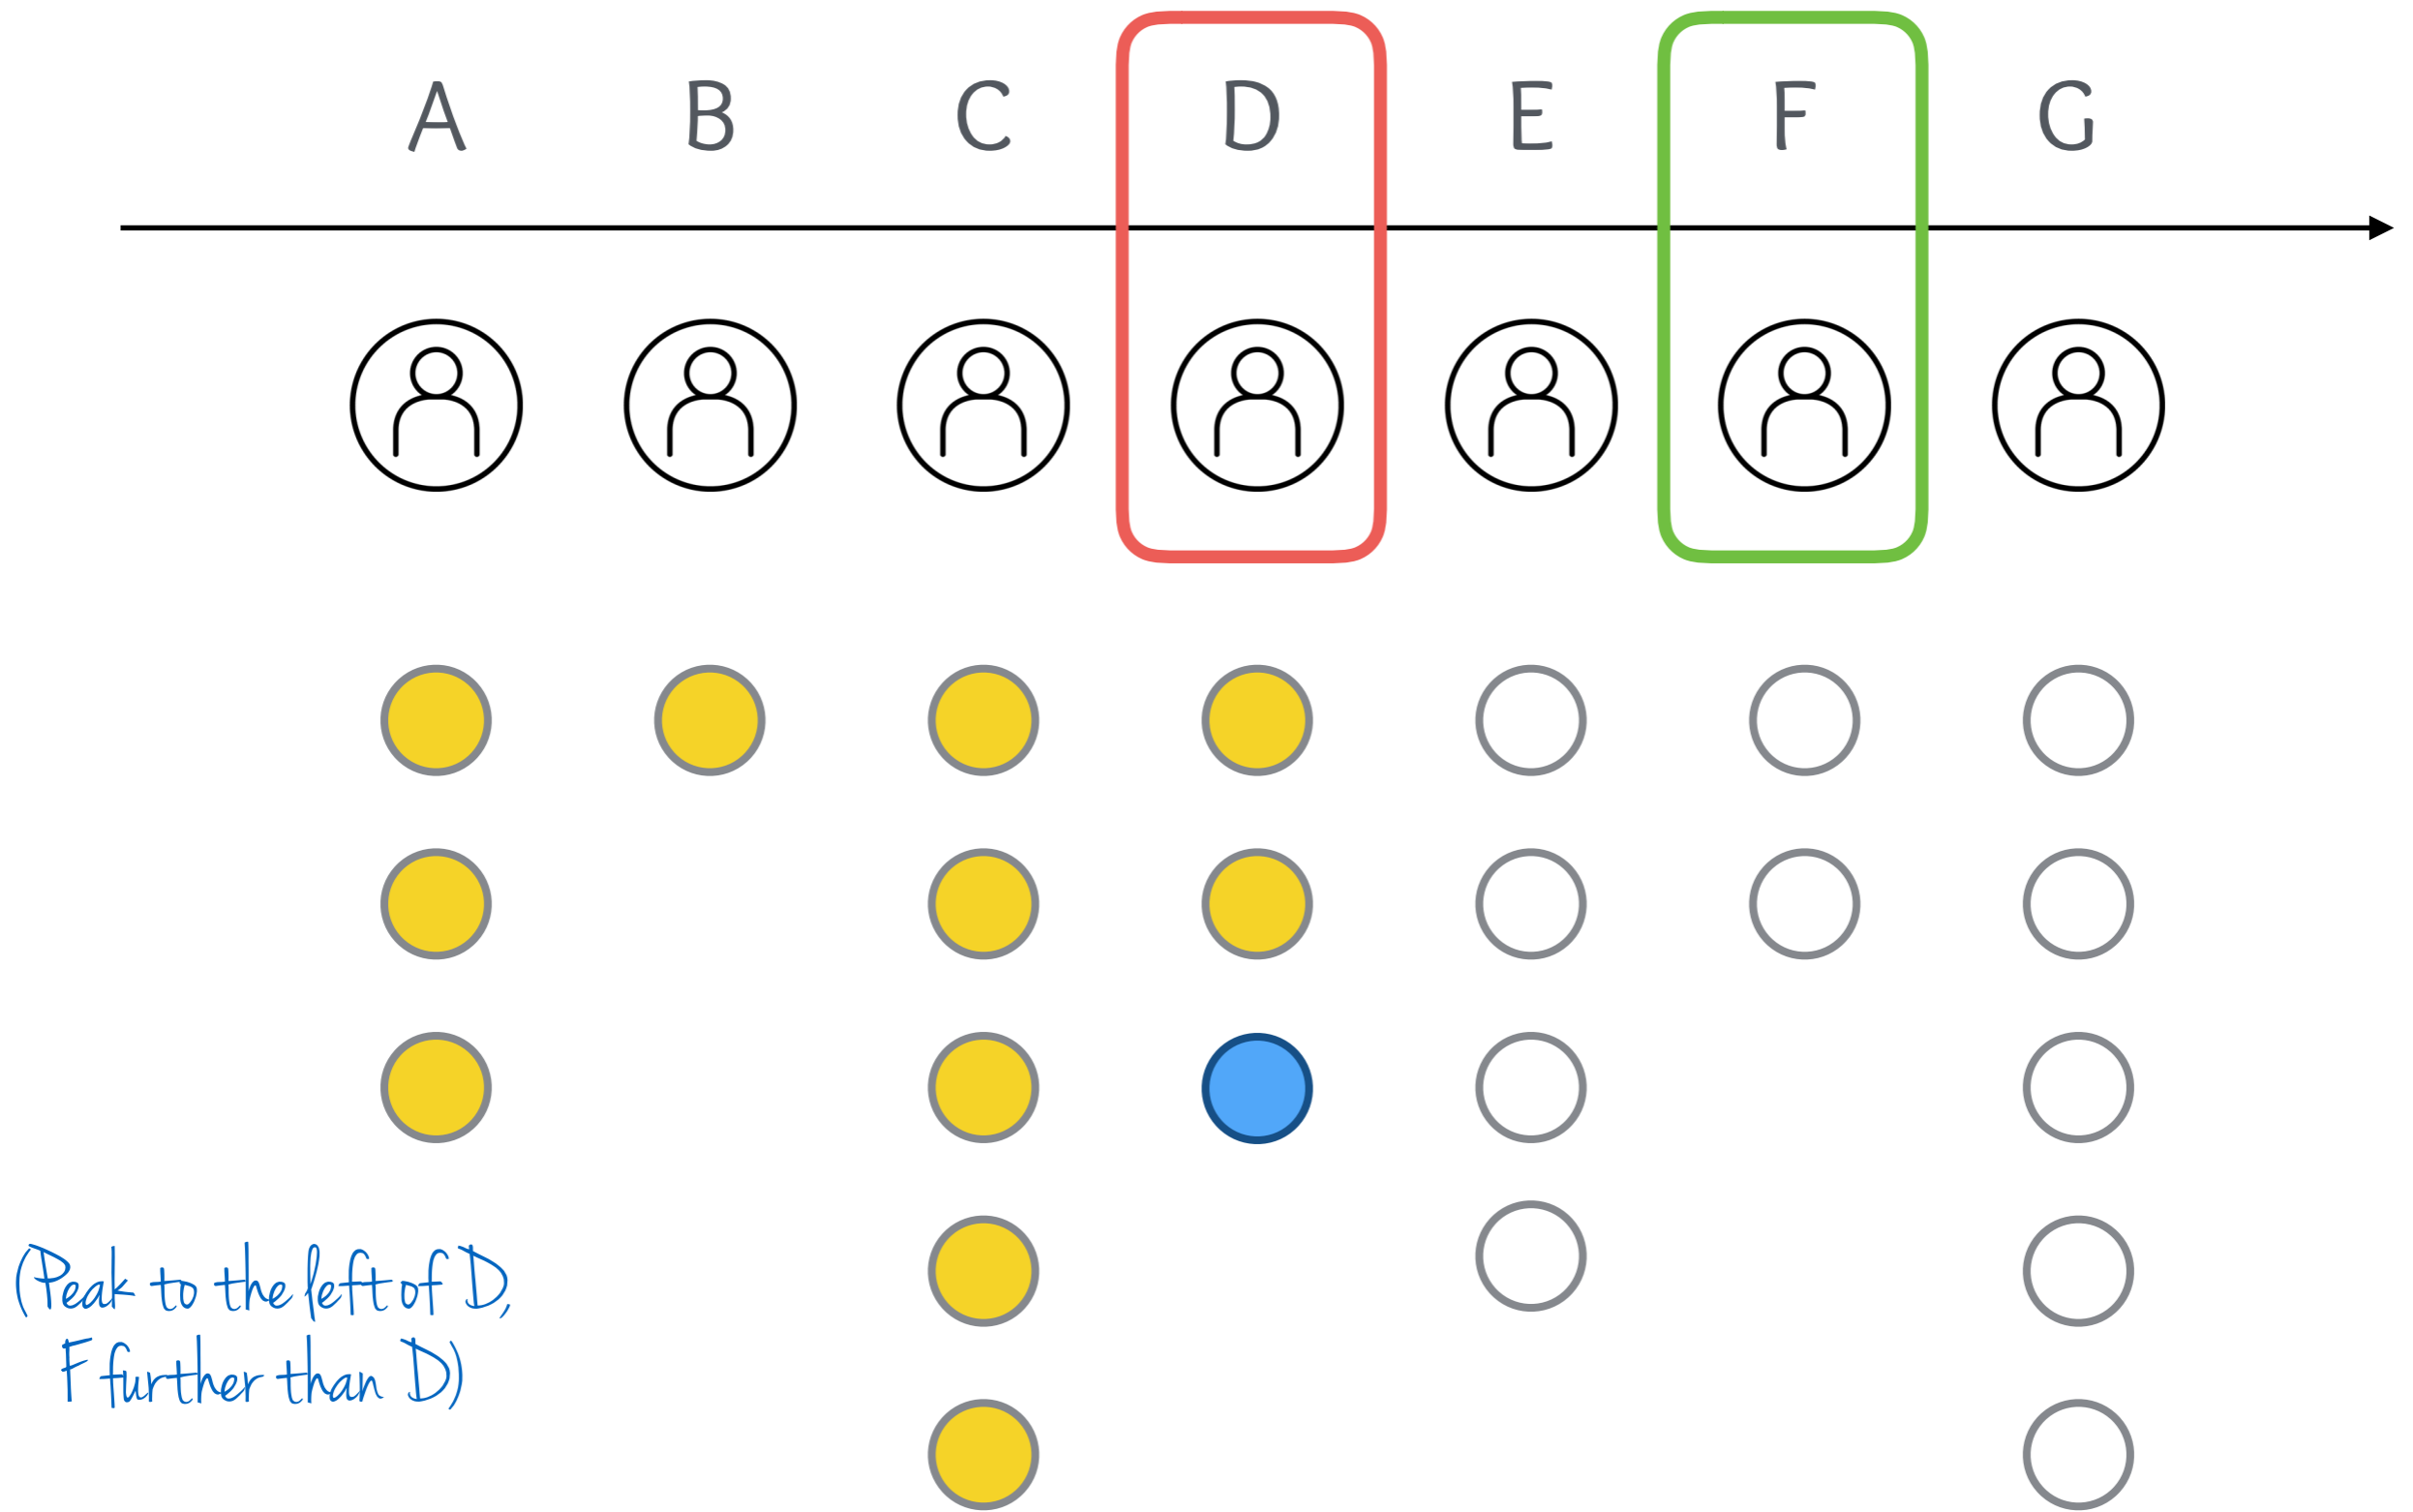 A B C D E F G
(Peak to the left of D,
F further than D)